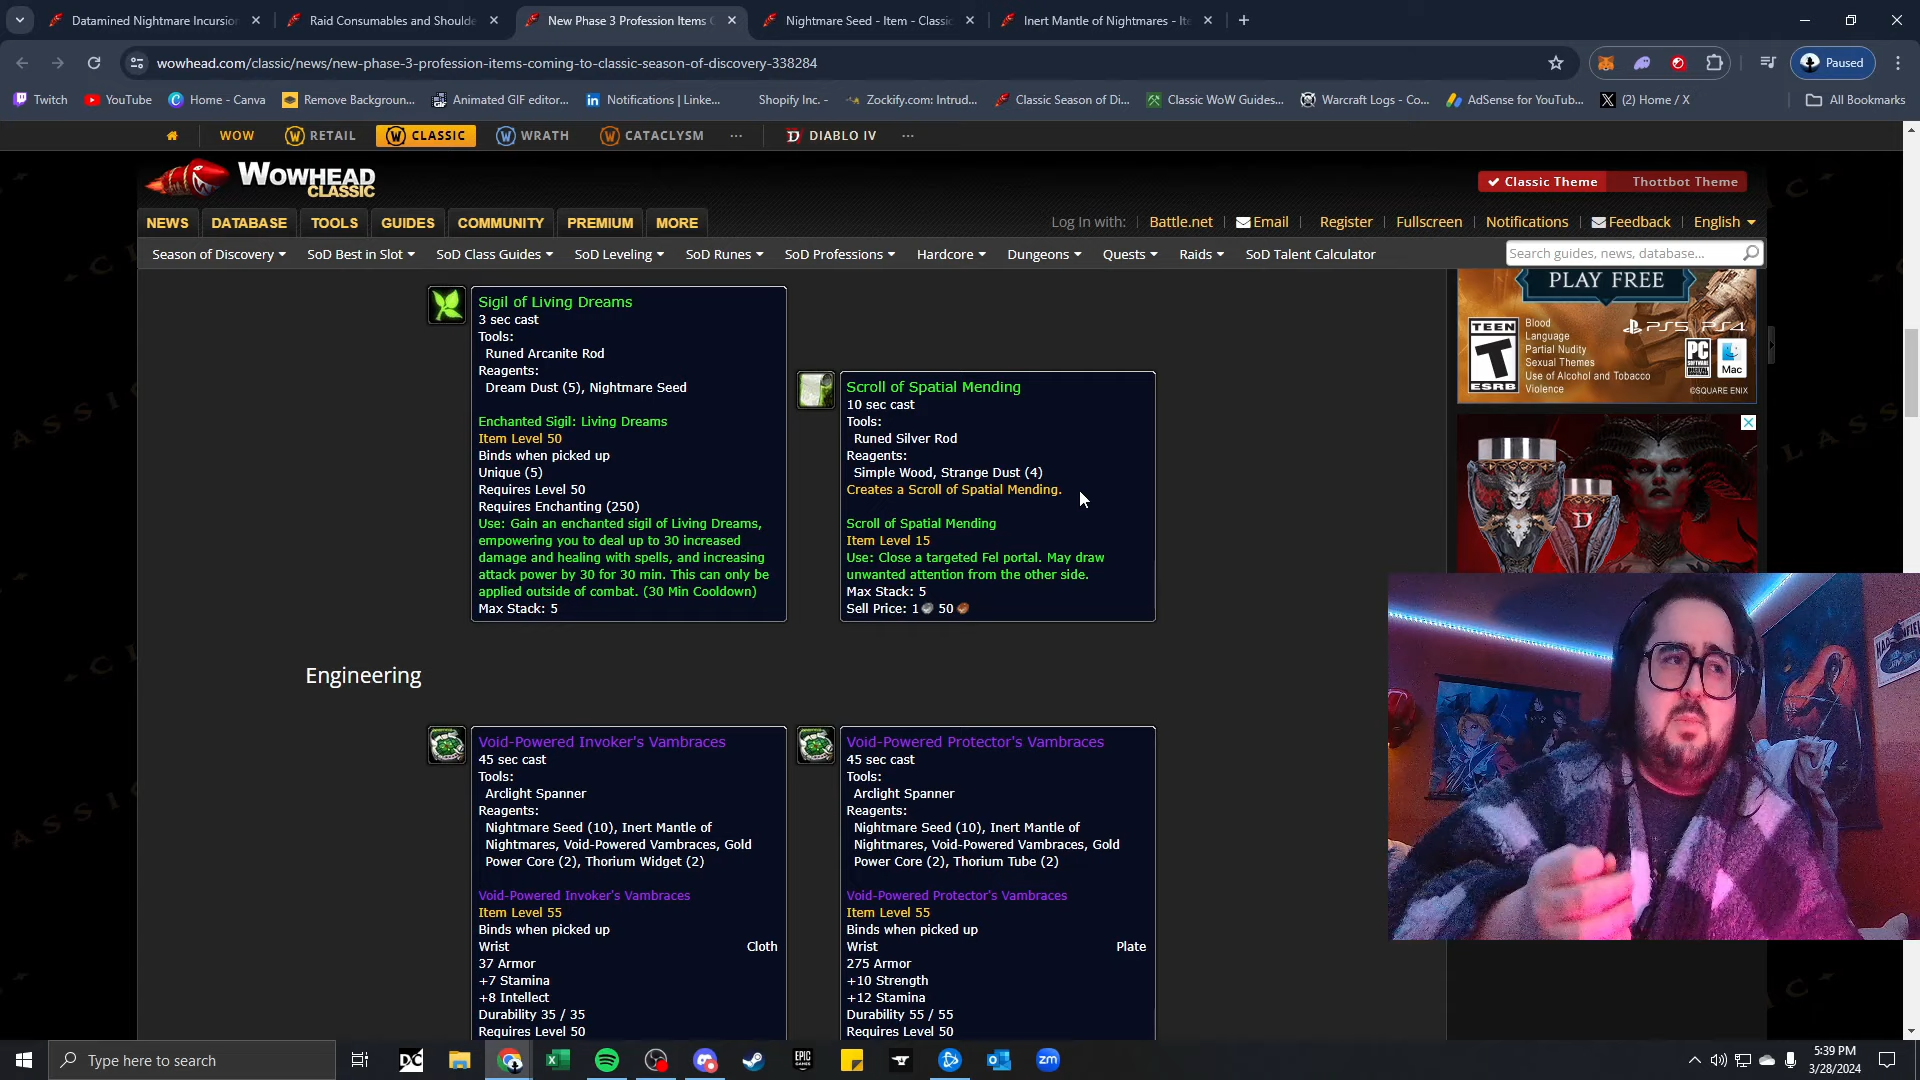 Datamined Nightmare Incursion
Raid Consumables and Shoulde
New Phase 3 Profession Items C
Nightmare Seed - Item - Classic
Inert Mantle of Nightmares - Ite
wowhead.com/classic/news/new-phase-3-profession-items-coming-to-classic-season-of-discovery-338284
Paused
Twitch
YouTube
Home - Canva
Remove Backgroun...
Animated GIF editor...
Notifications | Linke...
Shopify Inc. -
Zockify.com: Intrud...
Classic Season of Di...
Classic WoW Guides...
Warcraft Logs - Co...
AdSense for YouTub...
(2) Home / X
All Bookmarks
WOW RETAIL CLASSIC WRATH CATACLYSM ... DIABLO IV ...
WOWHEAD
CLASSIC
Classic Theme Thottbot Theme
NEWS DATABASE TOOLS GUIDES COMMUNITY PREMIUM MORE
Log In with: Battle.net | Email | Register | Fullscreen | Notifications | Feedback | English
Season of Discovery SoD Best in Slot SoD Class Guides SoD Leveling SoD Runes SoD Professions Hardcore Dungeons Quests Raids SoD Talent Calculator
Search guides, news, database...
Sigil of Living Dreams
3 sec cast
Tools:
Runed Arcanite Rod
Reagents:
Dream Dust (5), Nightmare Seed
Enchanted Sigil: Living Dreams
Item Level 50
Binds when picked up
Unique (5)
Requires Level 50
Requires Enchanting (250)
Use: Gain an enchanted sigil of Living Dreams,
empowering you to deal up to 30 increased
damage and healing with spells, and increasing
attack power by 30 for 30 min. This can only be
applied outside of combat. (30 Min Cooldown)
Max Stack: 5
Scroll of Spatial Mending
10 sec cast
Tools:
Runed Silver Rod
Reagents:
Simple Wood, Strange Dust (4)
Creates a Scroll of Spatial Mending.
Scroll of Spatial Mending
Item Level 15
Use: Close a targeted Fel portal. May draw
unwanted attention from the other side.
Max Stack: 5
Sell Price: 1 50
Engineering
Void-Powered Invoker's Vambraces
45 sec cast
Tools:
Arclight Spanner
Reagents:
Nightmare Seed (10), Inert Mantle of
Nightmares, Void-Powered Vambraces, Gold
Power Core (2), Thorium Widget (2)
Void-Powered Invoker's Vambraces
Item Level 55
Binds when picked up
Wrist Cloth
37 Armor
+7 Stamina
+8 Intellect
Durability 35 / 35
Requires Level 50
Void-Powered Protector's Vambraces
45 sec cast
Tools:
Arclight Spanner
Reagents:
Nightmare Seed (10), Inert Mantle of
Nightmares, Void-Powered Vambraces, Gold
Power Core (2), Thorium Tube (2)
Void-Powered Protector's Vambraces
Item Level 55
Binds when picked up
Wrist Plate
275 Armor
+10 Strength
+12 Stamina
Durability 55 / 55
Requires Level 50
PLAY FREE
TEEN
T
ESRB
Blood
Language
Partial Nudity
Sexual Themes
Use of Alcohol and Tobacco
Violence
PS5 PS4
PC
Mac
©SQUARE ENIX
Type here to search
DC
EPIC
GAMES
zm
5:39 PM
3/28/2024